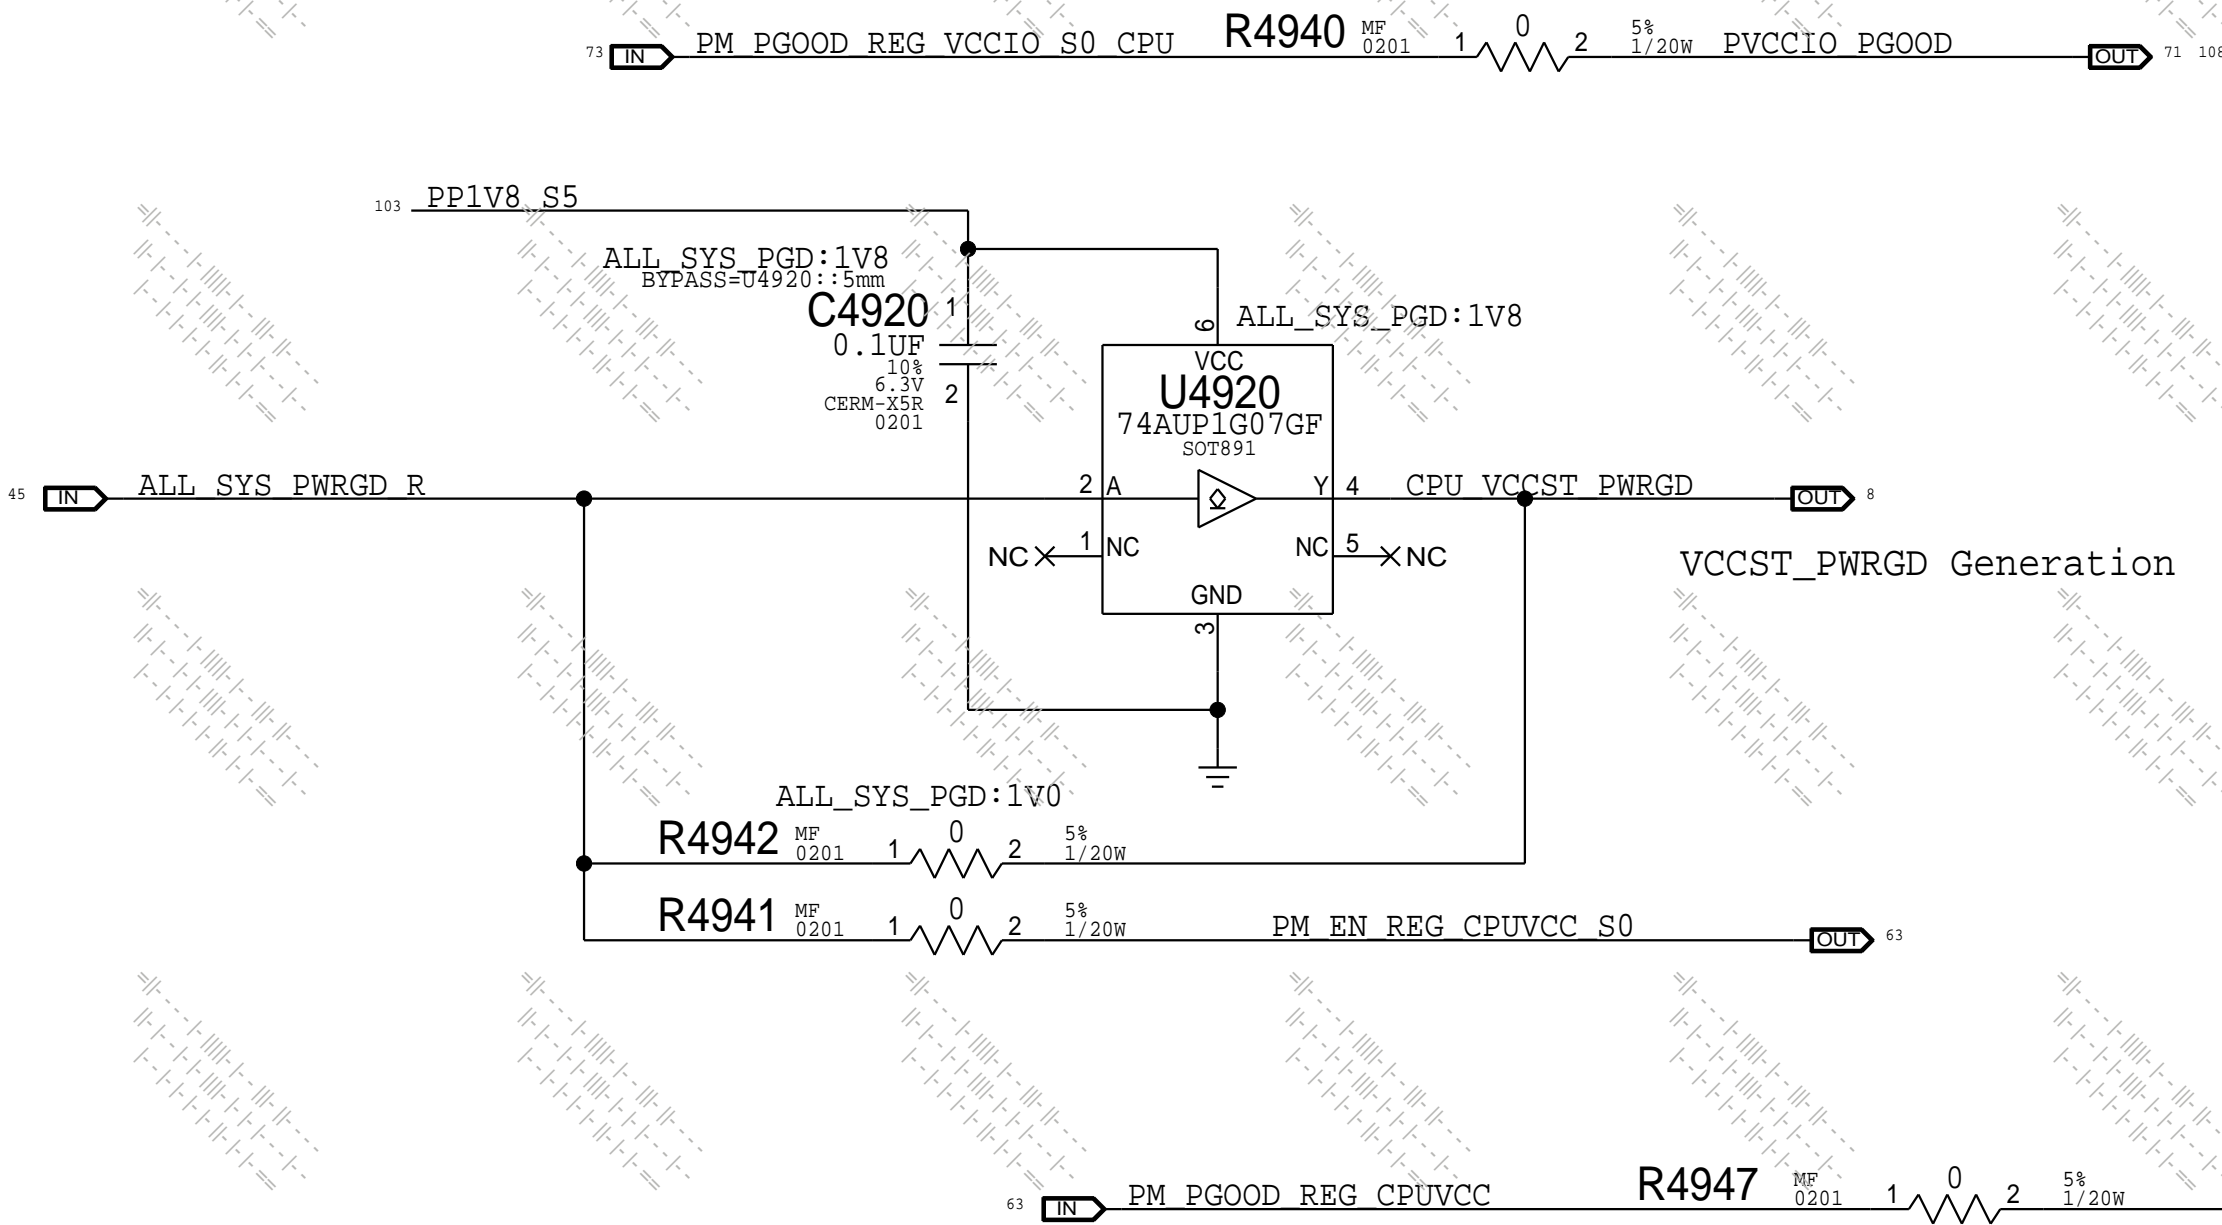 73 IN PM_PGOOD_REG_VCCIO_S0_CPU R4940 MF 0201 1 0 2 5% 1/20W PVCCIO_PGOOD OUT 71 108
103 PP1V8_S5
ALL_SYS_PGD:1V8
BYPASS=U4920::5mm
C4920 1
0.1UF
10%
6.3V
CERM-X5R
0201
2
6 ALL_SYS_PGD:1V8
VCC
U4920
74AUP1G07GF
SOT891
45 IN ALL_SYS_PWRGD_R 2 A Y 4 CPU_VCCST_PWRGD OUT 8
NC 1 NC NC 5 NC
VCCST_PWRGD Generation
GND
3
ALL_SYS_PGD:1V0
R4942 MF 0201 1 0 2 5% 1/20W
R4941 MF 0201 1 0 2 5% 1/20W PM_EN_REG_CPUVCC_S0 OUT 63
63 IN PM_PGOOD_REG_CPUVCC R4947 MF 0201 1 0 2 5% 1/20W